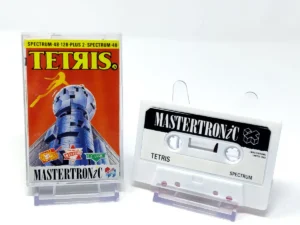 SPECTRUM 48 128 PLUS 2 SPECTRUM 48
TETRIS.
MASTERTRONIC
MASTERTRONIC
TETRIS
SPECTRUM